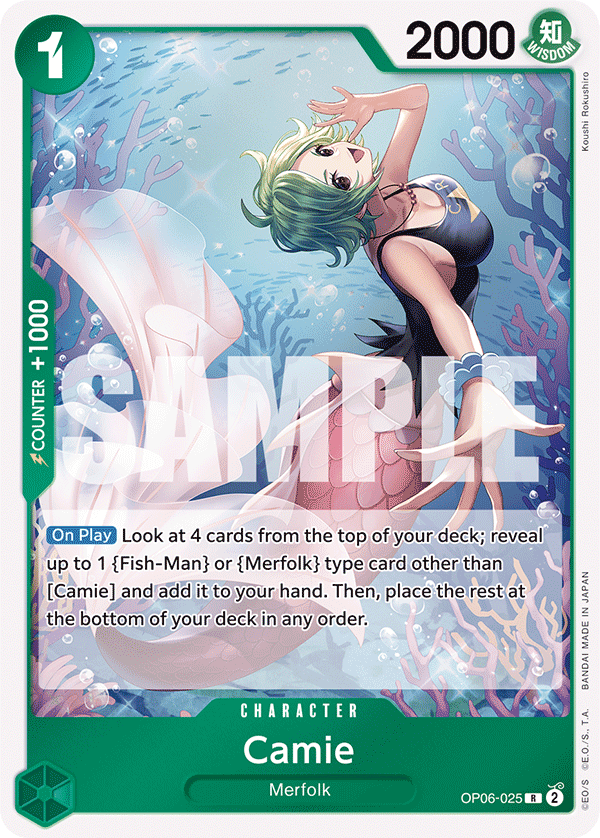 1
2000
知
WISDOM
Koushi Rokushiro
COUNTER +1000
SAMPLE
On Play Look at 4 cards from the top of your deck; reveal
up to 1 {Fish-Man} or {Merfolk} type card other than
[Camie] and add it to your hand. Then, place the rest at
the bottom of your deck in any order.
CHARACTER
Camie
Merfolk
OP06-025 R 2
©E.O/S ©E.O./S., T.A. BANDAI MADE IN JAPAN